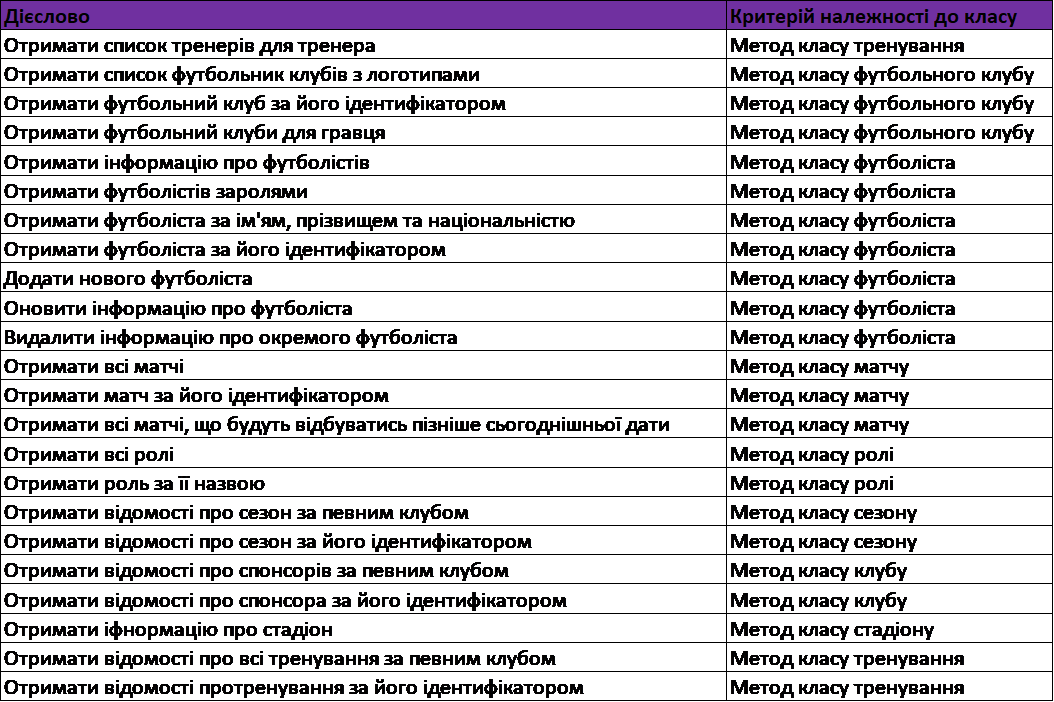 Дієслово Критерій належності до класу
Отримати список тренерів для тренера Метод класу тренування
Отримати список футбольник клубів з логотипами Метод класу футбольного клубу
Отримати футбольний клуб за його ідентифікатором Метод класу футбольного клубу
Отримати футбольний клуби для гравця Метод класу футбольного клубу
Отримати інформацію про футболістів Метод класу футболіста
Отримати футболістів заролями Метод класу футболіста
Отримати футболіста за ім'ям, прізвищем та національністю Метод класу футболіста
Отримати футболіста за його ідентифікатором Метод класу футболіста
Додати нового футболіста Метод класу футболіста
Оновити інформацію про футболіста Метод класу футболіста
Видалити інформацію про окремого футболіста Метод класу футболіста
Отримати всі матчі Метод класу матчу
Отримати матч за його ідентифікатором Метод класу матчу
Отримати всі матчі, що будуть відбуватись пізніше сьогоднішньої дати Метод класу матчу
Отримати всі ролі Метод класу ролі
Отримати роль за її назвою Метод класу ролі
Отримати відомості про сезон за певним клубом Метод класу сезону
Отримати відомості про сезон за його ідентифікатором Метод класу сезону
Отримати відомості про спонсорів за певним клубом Метод класу клубу
Отримати відомості про спонсора за його ідентифікатором Метод класу клубу
Отримати іфнормацію про стадіон Метод класу стадіону
Отримати відомості про всі тренування за певним клубом Метод класу тренування
Отримати відомості протренування за його ідентифікатором Метод класу тренування